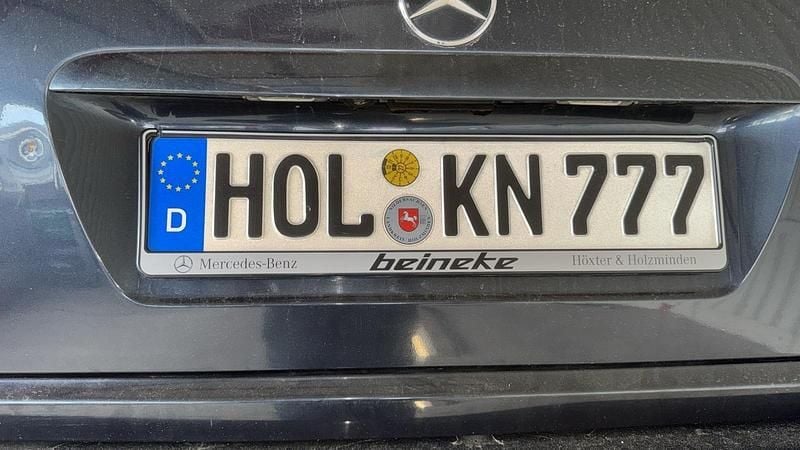 D HOL KN 777
Mercedes-Benz beineke Höxter & Holzminden